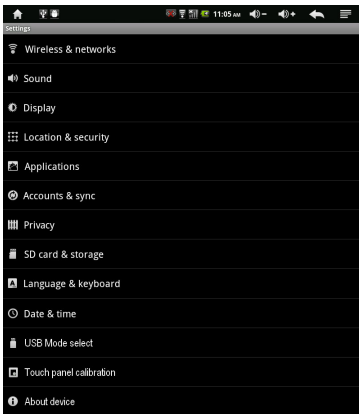 11:05 AM
Settings
Wireless & networks
Sound
Display
Location & security
Applications
Accounts & sync
Privacy
SD card & storage
Language & keyboard
Date & time
USB Mode select
Touch panel calibration
About device